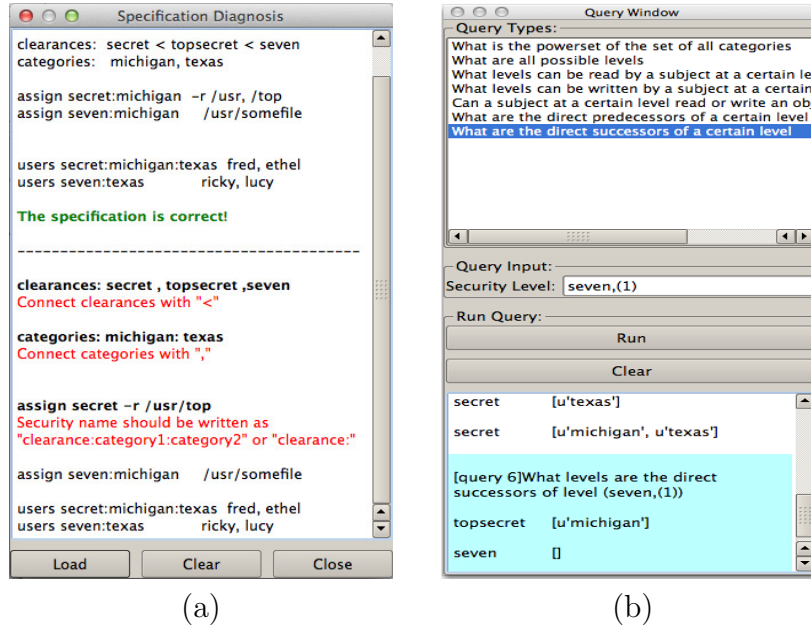 Specification Diagnosis
clearances: secret < topsecret < seven
categories: michigan, texas
assign secret:michigan -r /usr, /top
assign seven:michigan /usr/somefile
users secret:michigan:texas fred, ethel
users seven:texas ricky, lucy
The specification is correct!
----------------------------------------
clearances: secret , topsecret ,seven
Connect clearances with "<"
categories: michigan: texas
Connect categories with ","
assign secret -r /usr/top
Security name should be written as
"clearance:category1:category2" or "clearance:"
assign seven:michigan /usr/somefile
users secret:michigan:texas fred, ethel
users seven:texas ricky, lucy
Load Clear Close
(a)
Query Window
Query Types:
What is the powerset of the set of all categories
What are all possible levels
What levels can be read by a subject at a certain le
What levels can be written by a subject at a certain
Can a subject at a certain level read or write an obj
What are the direct predecessors of a certain level
What are the direct successors of a certain level
Query Input:
Security Level: seven,(1)
Run Query:
Run
Clear
secret [u'texas']
secret [u'michigan', u'texas']
[query 6]What levels are the direct
successors of level (seven,(1))
topsecret [u'michigan']
seven []
(b)